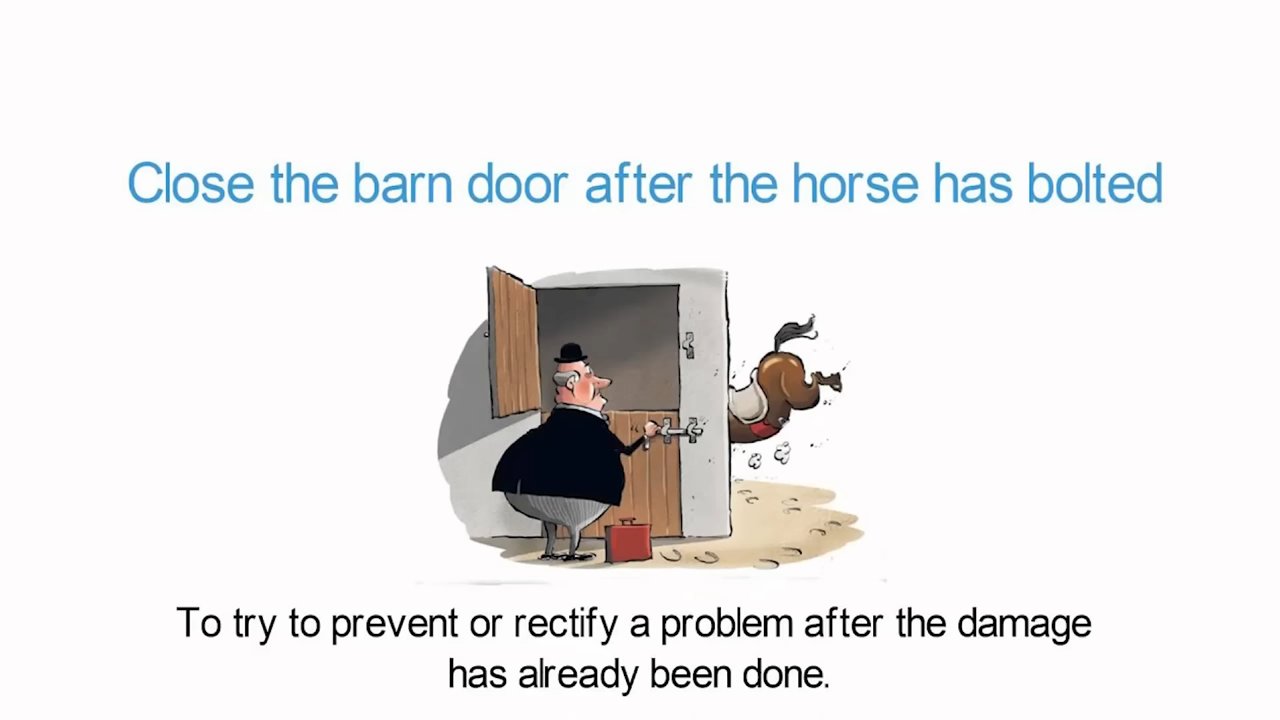 Close the barn door after the horse has bolted
To try to prevent or rectify a problem after the damage
has already been done.